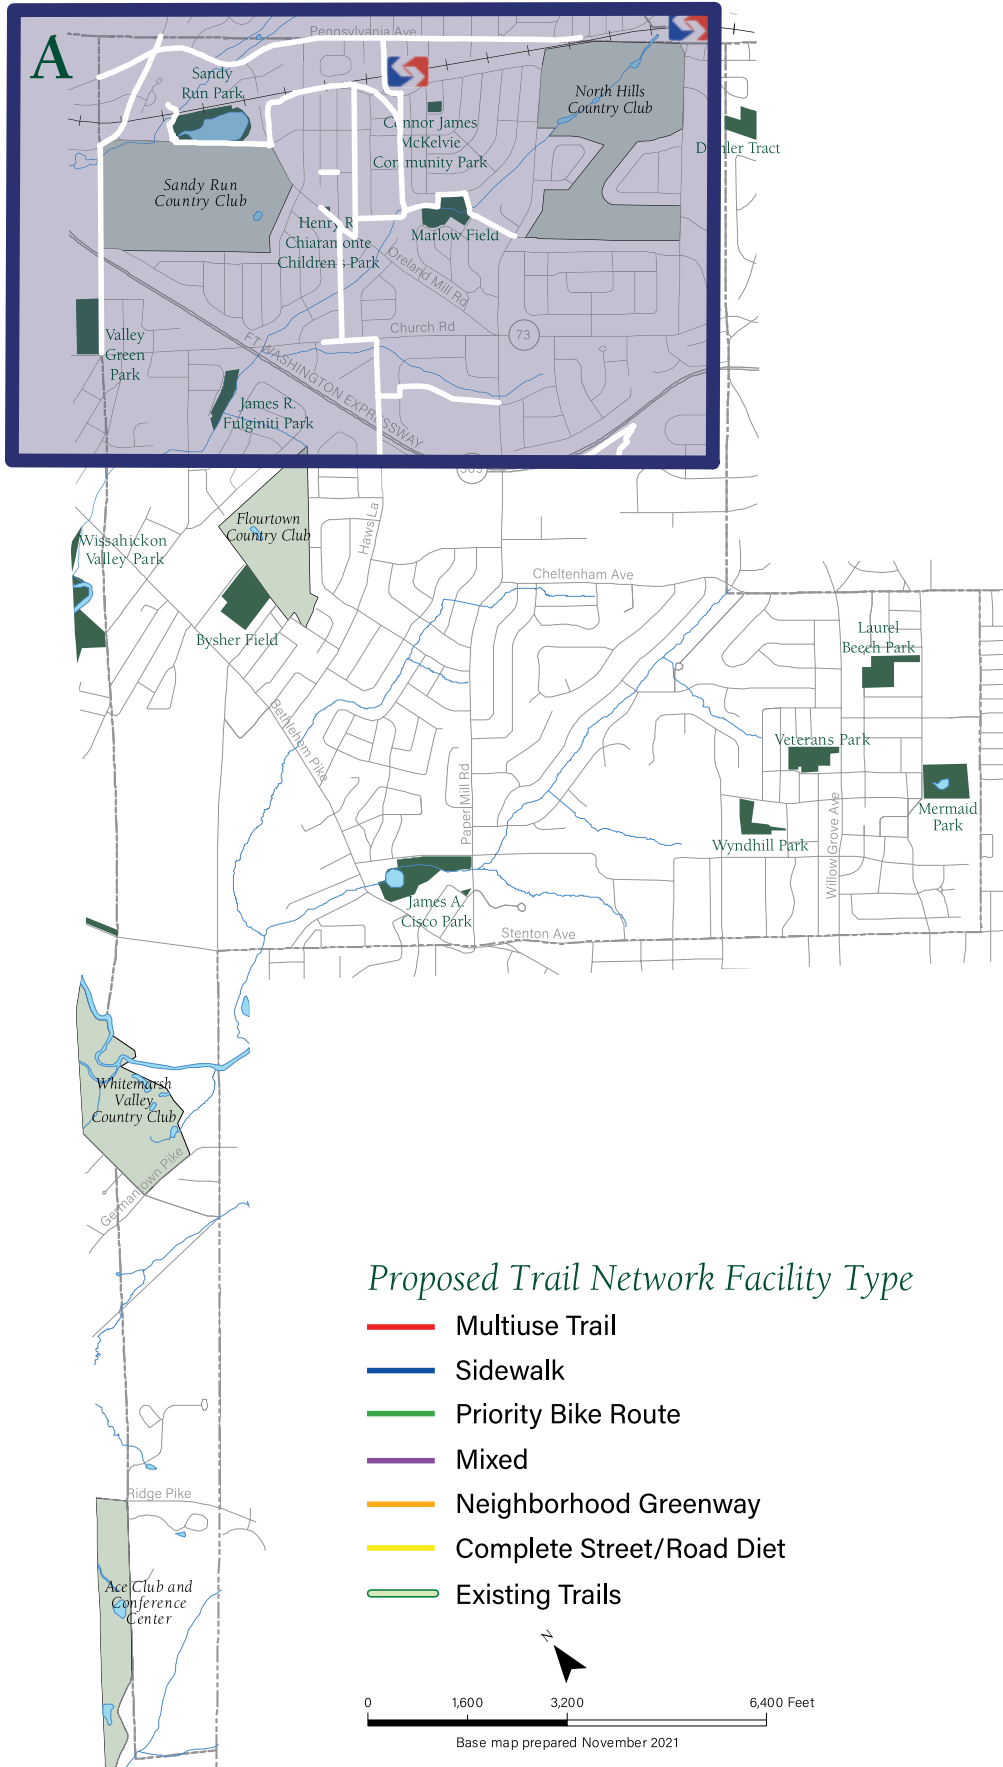 Pennsylvania Ave
A
Sandy
Run Park
North Hills
Country Club
Connor James
McKelvie
Community Park
Dohler Tract
Sandy Run
Country Club
Henry R.
Chiaramonte
Children's Park
Marlow Field
Oreland Mill Rd
Church Rd
73
Valley
Green
Park
FT WASHINGTON EXPRESSWAY
James R.
Fulginiti Park
309
Flourtown
Country Club
Haws La
Wissahickon
Valley Park
Cheltenham Ave
Bysher Field
Laurel
Beech Park
Bethlehem Pike
Veterans Park
Paper Mill Rd
Willow Grove Ave
Mermaid
Park
Wyndhill Park
James A.
Cisco Park
Stenton Ave
Whitemarsh
Valley
Country Club
Germantown Pike
Proposed Trail Network Facility Type
Multiuse Trail
Sidewalk
Priority Bike Route
Mixed
Neighborhood Greenway
Complete Street/Road Diet
Existing Trails
Ridge Pike
Ace Club and
Conference
Center
N
0 1,600 3,200 6,400 Feet
Base map prepared November 2021